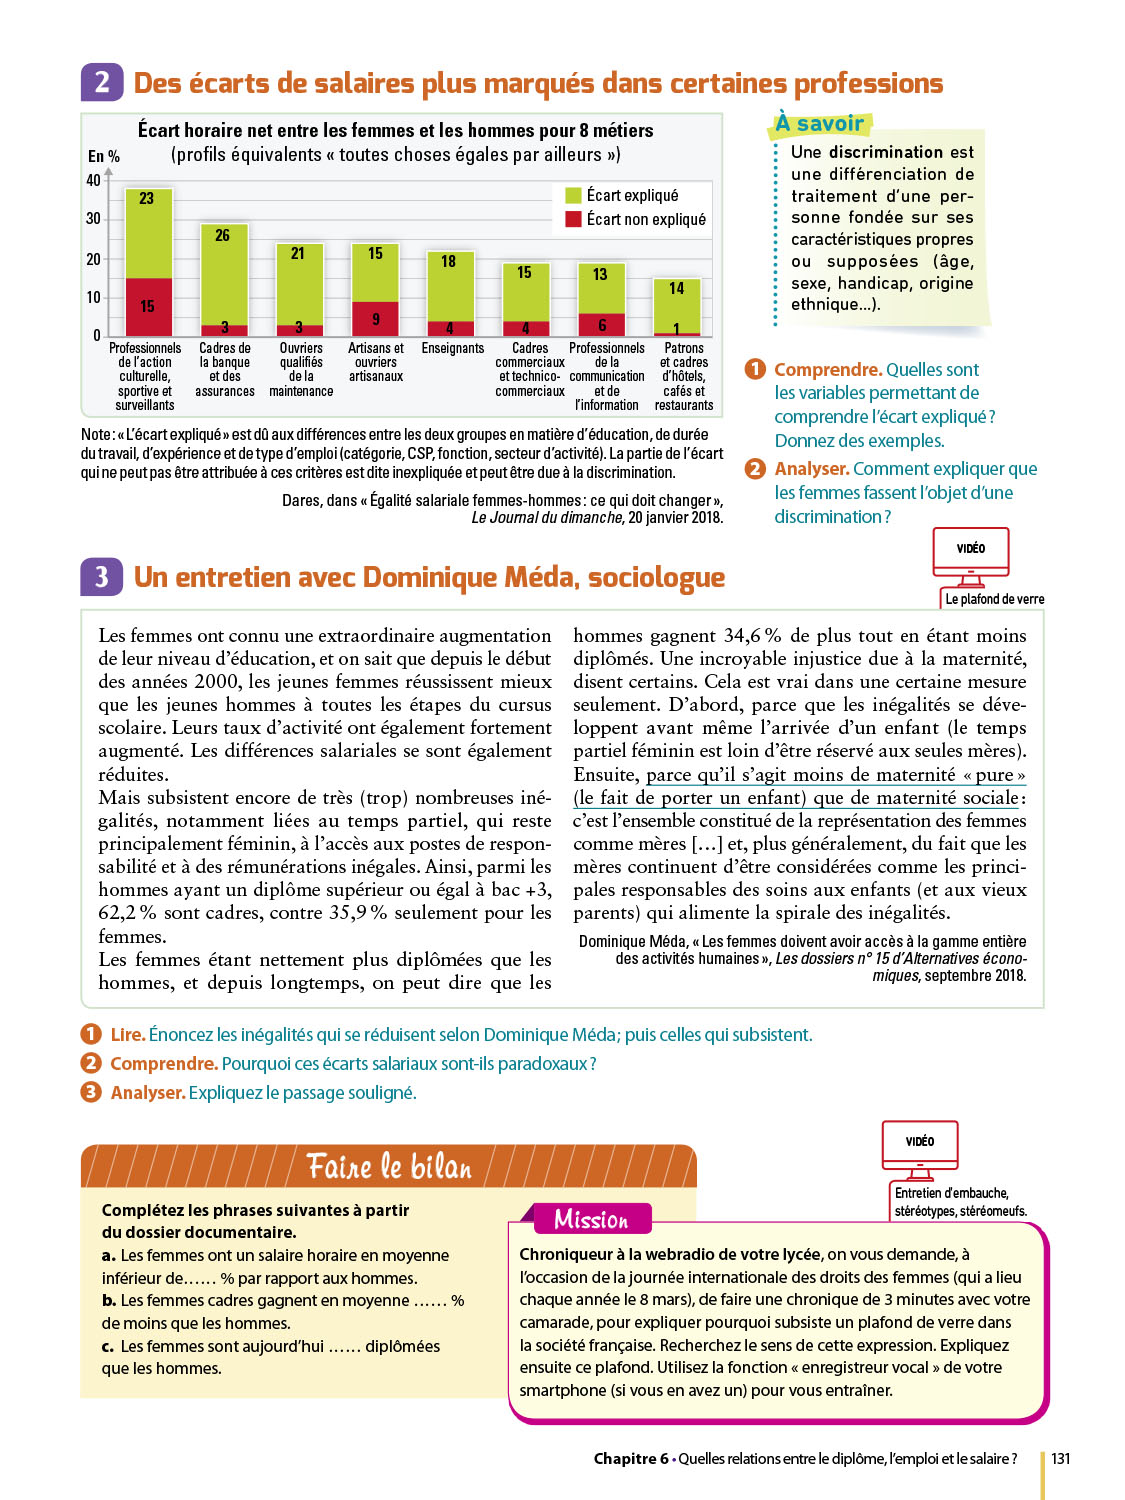 2 Des écarts de salaires plus marqués dans certaines professions
Écart horaire net entre les femmes et les hommes pour 8 métiers
(profils équivalents « toutes choses égales par ailleurs »)
En %
40
30
20
10
0
Écart expliqué
Écart non expliqué
23
15
26
3
21
3
15
9
18
4
15
4
13
6
14
1
Professionnels
de l'action
culturelle,
sportive et
surveillants
Cadres de
la banque
et des
assurances
Ouvriers
qualifiés
de la
maintenance
Artisans et
ouvriers
artisanaux
Enseignants
Cadres
commerciaux
et technico-
commerciaux
Professionnels
de la
communication
et de
l'information
Patrons
et cadres
d'hôtels,
cafés et
restaurants
Note : « L'écart expliqué » est dû aux différences entre les deux groupes en matière d'éducation, de durée
du travail, d'expérience et de type d'emploi (catégorie, CSP, fonction, secteur d'activité). La partie de l'écart
qui ne peut pas être attribuée à ces critères est dite inexpliquée et peut être due à la discrimination.
Dares, dans « Égalité salariale femmes-hommes : ce qui doit changer »,
Le Journal du dimanche, 20 janvier 2018.
À savoir
Une discrimination est
une différenciation de
traitement d'une per-
sonne fondée sur ses
caractéristiques propres
ou supposées (âge,
sexe, handicap, origine
ethnique...).
1 Comprendre. Quelles sont
les variables permettant de
comprendre l'écart expliqué ?
Donnez des exemples.
2 Analyser. Comment expliquer que
les femmes fassent l'objet d'une
discrimination ?
VIDÉO
Le plafond de verre
3 Un entretien avec Dominique Méda, sociologue
Les femmes ont connu une extraordinaire augmentation
de leur niveau d'éducation, et on sait que depuis le début
des années 2000, les jeunes femmes réussissent mieux
que les jeunes hommes à toutes les étapes du cursus
scolaire. Leurs taux d'activité ont également fortement
augmenté. Les différences salariales se sont également
réduites.
Mais subsistent encore de très (trop) nombreuses iné-
galités, notamment liées au temps partiel, qui reste
principalement féminin, à l'accès aux postes de respon-
sabilité et à des rémunérations inégales. Ainsi, parmi les
hommes ayant un diplôme supérieur ou égal à bac +3,
62,2 % sont cadres, contre 35,9 % seulement pour les
femmes.
Les femmes étant nettement plus diplômées que les
hommes, et depuis longtemps, on peut dire que les
hommes gagnent 34,6 % de plus tout en étant moins
diplômés. Une incroyable injustice due à la maternité,
disent certains. Cela est vrai dans une certaine mesure
seulement. D'abord, parce que les inégalités se déve-
loppent avant même l'arrivée d'un enfant (le temps
partiel féminin est loin d'être réservé aux seules mères).
Ensuite, parce qu'il s'agit moins de maternité « pure »
(le fait de porter un enfant) que de maternité sociale :
c'est l'ensemble constitué de la représentation des femmes
comme mères [...] et, plus généralement, du fait que les
mères continuent d'être considérées comme les princi-
pales responsables des soins aux enfants (et aux vieux
parents) qui alimente la spirale des inégalités.
Dominique Méda, « Les femmes doivent avoir accès à la gamme entière
des activités humaines », Les dossiers n° 15 d'Alternatives écono-
miques, septembre 2018.
1 Lire. Énoncez les inégalités qui se réduisent selon Dominique Méda ; puis celles qui subsistent.
2 Comprendre. Pourquoi ces écarts salariaux sont-ils paradoxaux ?
3 Analyser. Expliquez le passage souligné.
Faire le bilan
Complétez les phrases suivantes à partir
du dossier documentaire.
a. Les femmes ont un salaire horaire en moyenne
inférieur de...... % par rapport aux hommes.
b. Les femmes cadres gagnent en moyenne ...... %
de moins que les hommes.
c. Les femmes sont aujourd'hui ...... diplômées
que les hommes.
VIDÉO
Entretien d'embauche,
stéréotypes, stéréomeufs.
Mission
Chroniqueur à la webradio de votre lycée, on vous demande, à
l'occasion de la journée internationale des droits des femmes (qui a lieu
chaque année le 8 mars), de faire une chronique de 3 minutes avec votre
camarade, pour expliquer pourquoi subsiste un plafond de verre dans
la société française. Recherchez le sens de cette expression. Expliquez
ensuite ce plafond. Utilisez la fonction « enregistreur vocal » de votre
smartphone (si vous en avez un) pour vous entraîner.
Chapitre 6 • Quelles relations entre le diplôme, l'emploi et le salaire ? 131